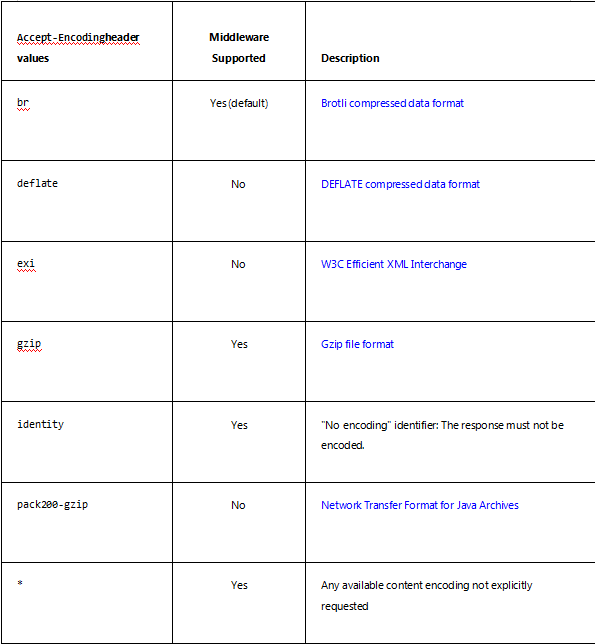 Accept-Encodingheader
values
Middleware
Supported
Description
br
Yes (default)
Brotli compressed data format
deflate
No
DEFLATE compressed data format
exi
No
W3C Efficient XML Interchange
gzip
Yes
Gzip file format
identity
Yes
"No encoding" identifier: The response must not be
encoded.
pack200-gzip
No
Network Transfer Format for Java Archives
*
Yes
Any available content encoding not explicitly
requested